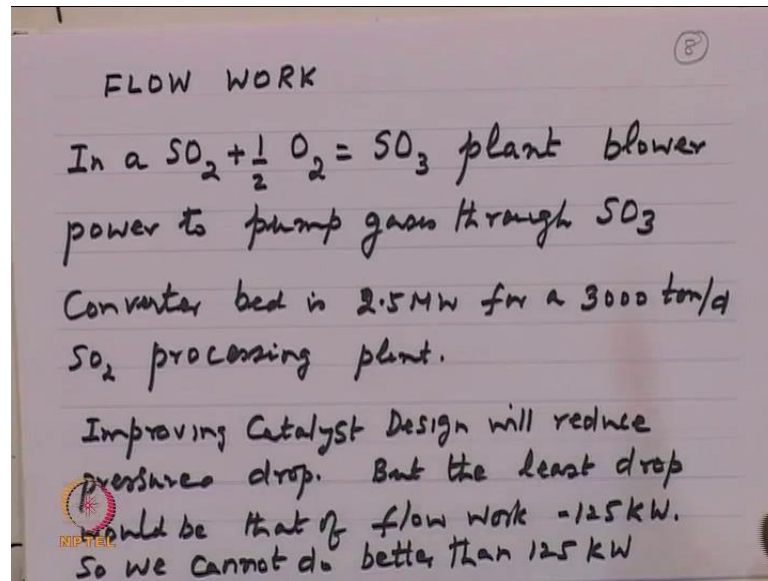 8
FLOW WORK
In a SO2 + 1/2 O2 = SO3 plant blower
power to pump gases through SO3
Converter bed is 2.5 MW for a 3000 ton/d
SO2 processing plant.
Improving Catalyst Design will reduce
pressure drop. But the least drop
would be that of flow work = 125 KW.
So we cannot do better than 125 KW
NPTEL